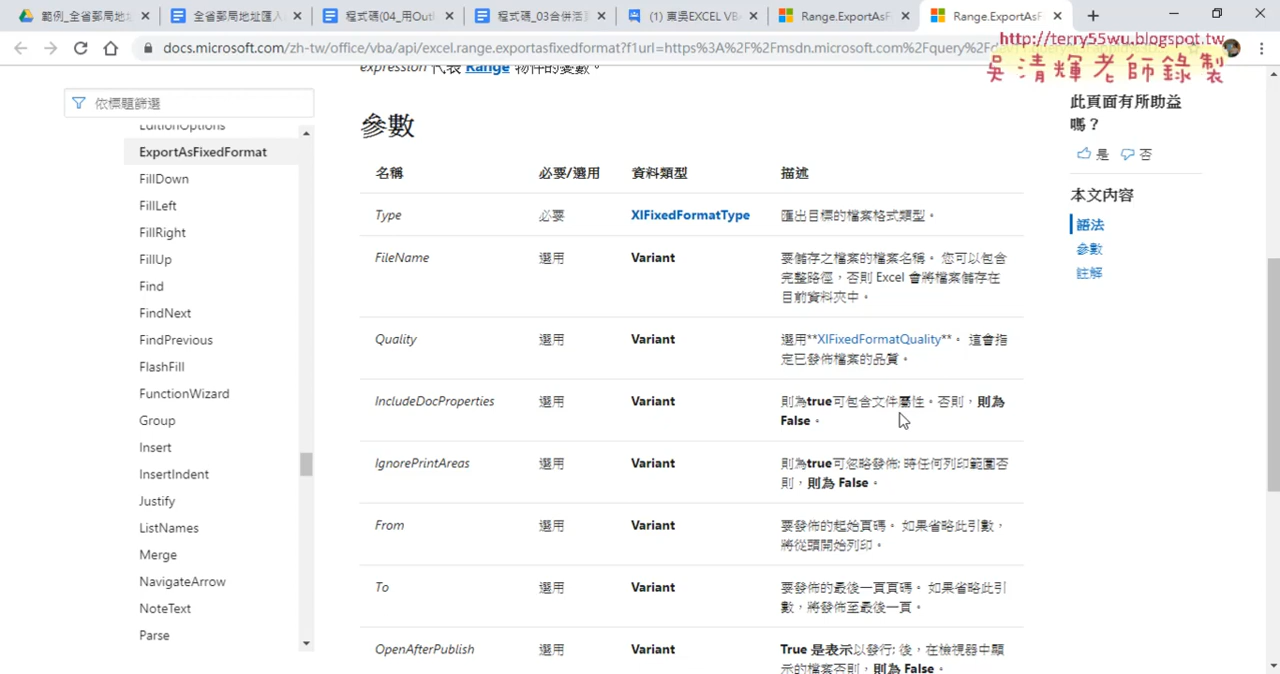 範例_全省郵局地
全省郵局地址匯入
程式碼(04_用Out
程式碼_03合併活
(1) 東吳EXCEL VB
Range.ExportAsF
Range.ExportAsF
docs.microsoft.com/zh-tw/office/vba/api/excel.range.exportasfixedformat?f1url=https%3A%2F%2Fmsdn.microsoft.com%2Fquery%2Fd
http://terry55wu.blogspot.tw
吳清輝老師錄製
expression 代表 Range 物件的變數。
依標題篩選
EditionOptions
ExportAsFixedFormat
FillDown
FillLeft
FillRight
FillUp
Find
FindNext
FindPrevious
FlashFill
FunctionWizard
Group
Insert
InsertIndent
Justify
ListNames
Merge
NavigateArrow
NoteText
Parse
參數
名稱 必要/選用 資料類型 描述
Type 必要 XlFixedFormatType 匯出目標的檔案格式類型。
FileName 選用 Variant 要儲存之檔案的檔案名稱。 您可以包含
完整路徑，否則 Excel 會將檔案儲存在
目前資料夾中。
Quality 選用 Variant 選用**XlFixedFormatQuality**。 這會指
定已發佈檔案的品質。
IncludeDocProperties 選用 Variant 則為true可包含文件屬性。否則，則為
False。
IgnorePrintAreas 選用 Variant 則為true可忽略發佈; 時任何列印範圍否
則，則為 False。
From 選用 Variant 要發佈的起始頁碼。 如果省略此引數，
將從頭開始列印。
To 選用 Variant 要發佈的最後一頁頁碼。 如果省略此引
數，將發佈至最後一頁。
OpenAfterPublish 選用 Variant True 是表示以發行; 後，在檢視器中顯
示的檔案否則，則為 False。
此頁面有所助益
嗎？
是 否
本文內容
語法
參數
註解